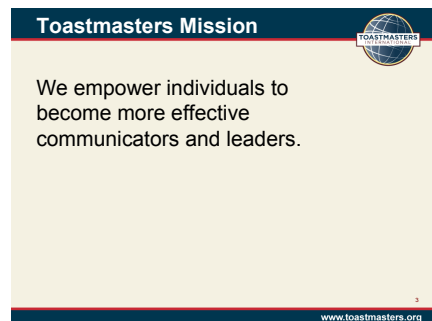 Toastmasters Mission
TOASTMASTERS
INTERNATIONAL
We empower individuals to
become more effective
communicators and leaders.
3
www.toastmasters.org